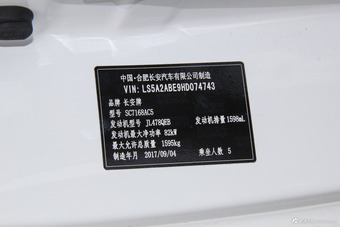 中国·合肥长安汽车有限公司制造
VIN: LS5A2ABE9HD074743
品牌 长安牌
型号 SC7168AC5
发动机型号 JL478QEB 发动机排量 1598mL
发动机最大净功率 82kW
最大允许总质量 1595kg
制造年月 2017/09/04 乘坐人数 5